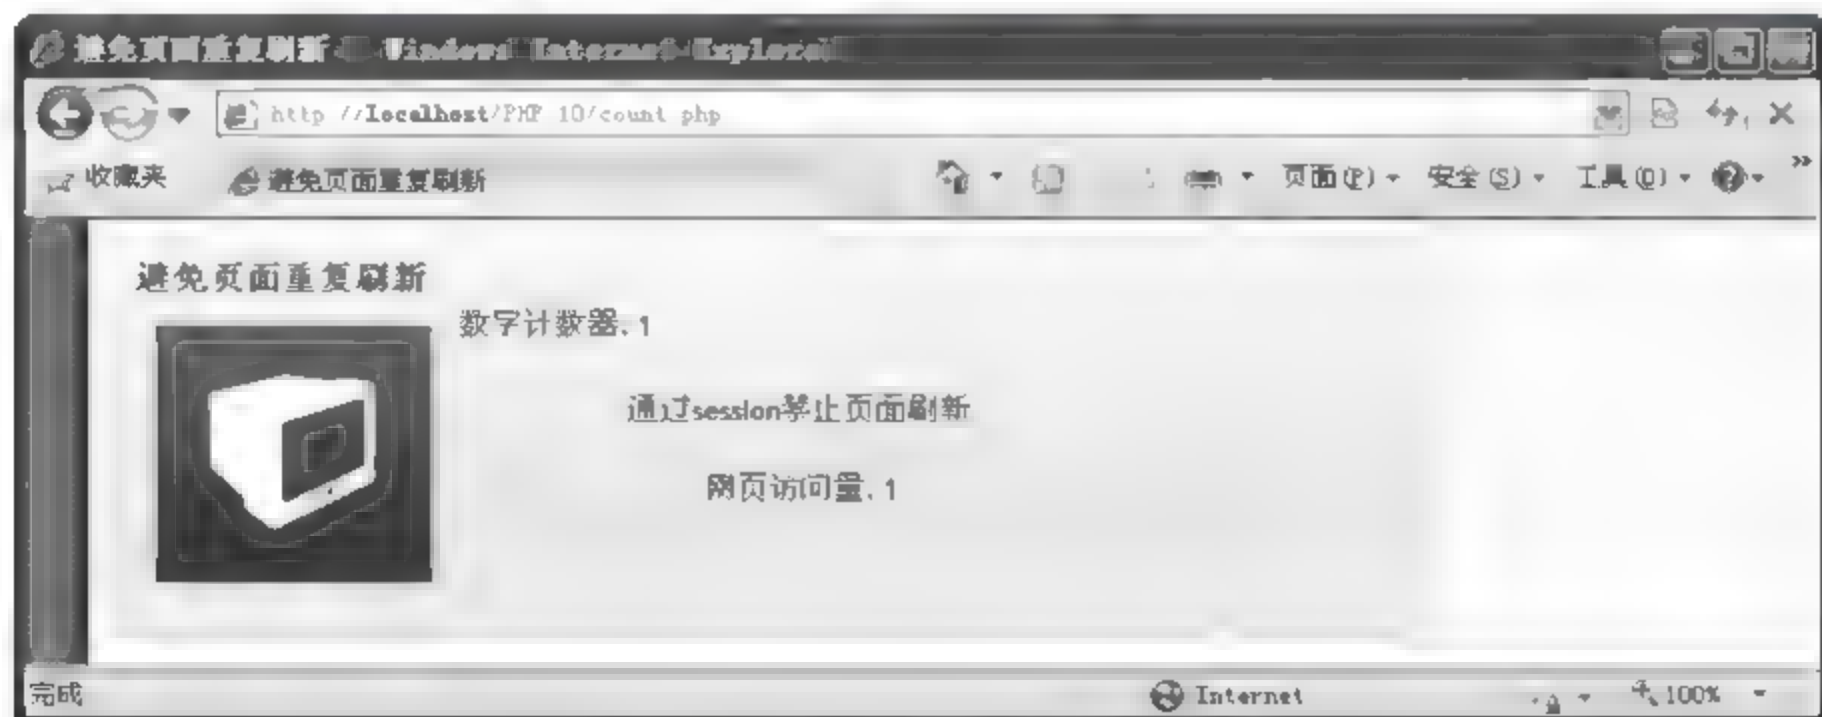 避免页面重复刷新 - Windows Internet Explorer
http //localhost/PHP 10/count php
收藏夹 避免页面重复刷新 页面(P) 安全(S) 工具(O) »
避免页面重复刷新
数字计数器.1
通过session禁止页面刷新
网页访问量.1
完成 Internet 100%